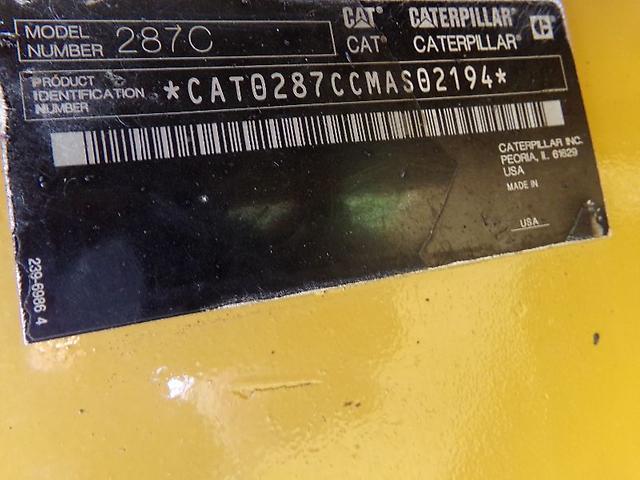 MODEL NUMBER 287C
CAT® CATERPILLAR®
CAT® CATERPILLAR®
PRODUCT IDENTIFICATION NUMBER *CAT0287CCMAS02194*
CATERPILLAR INC.
PEORIA, IL 61629
USA
MADE IN
USA
239-6986 4